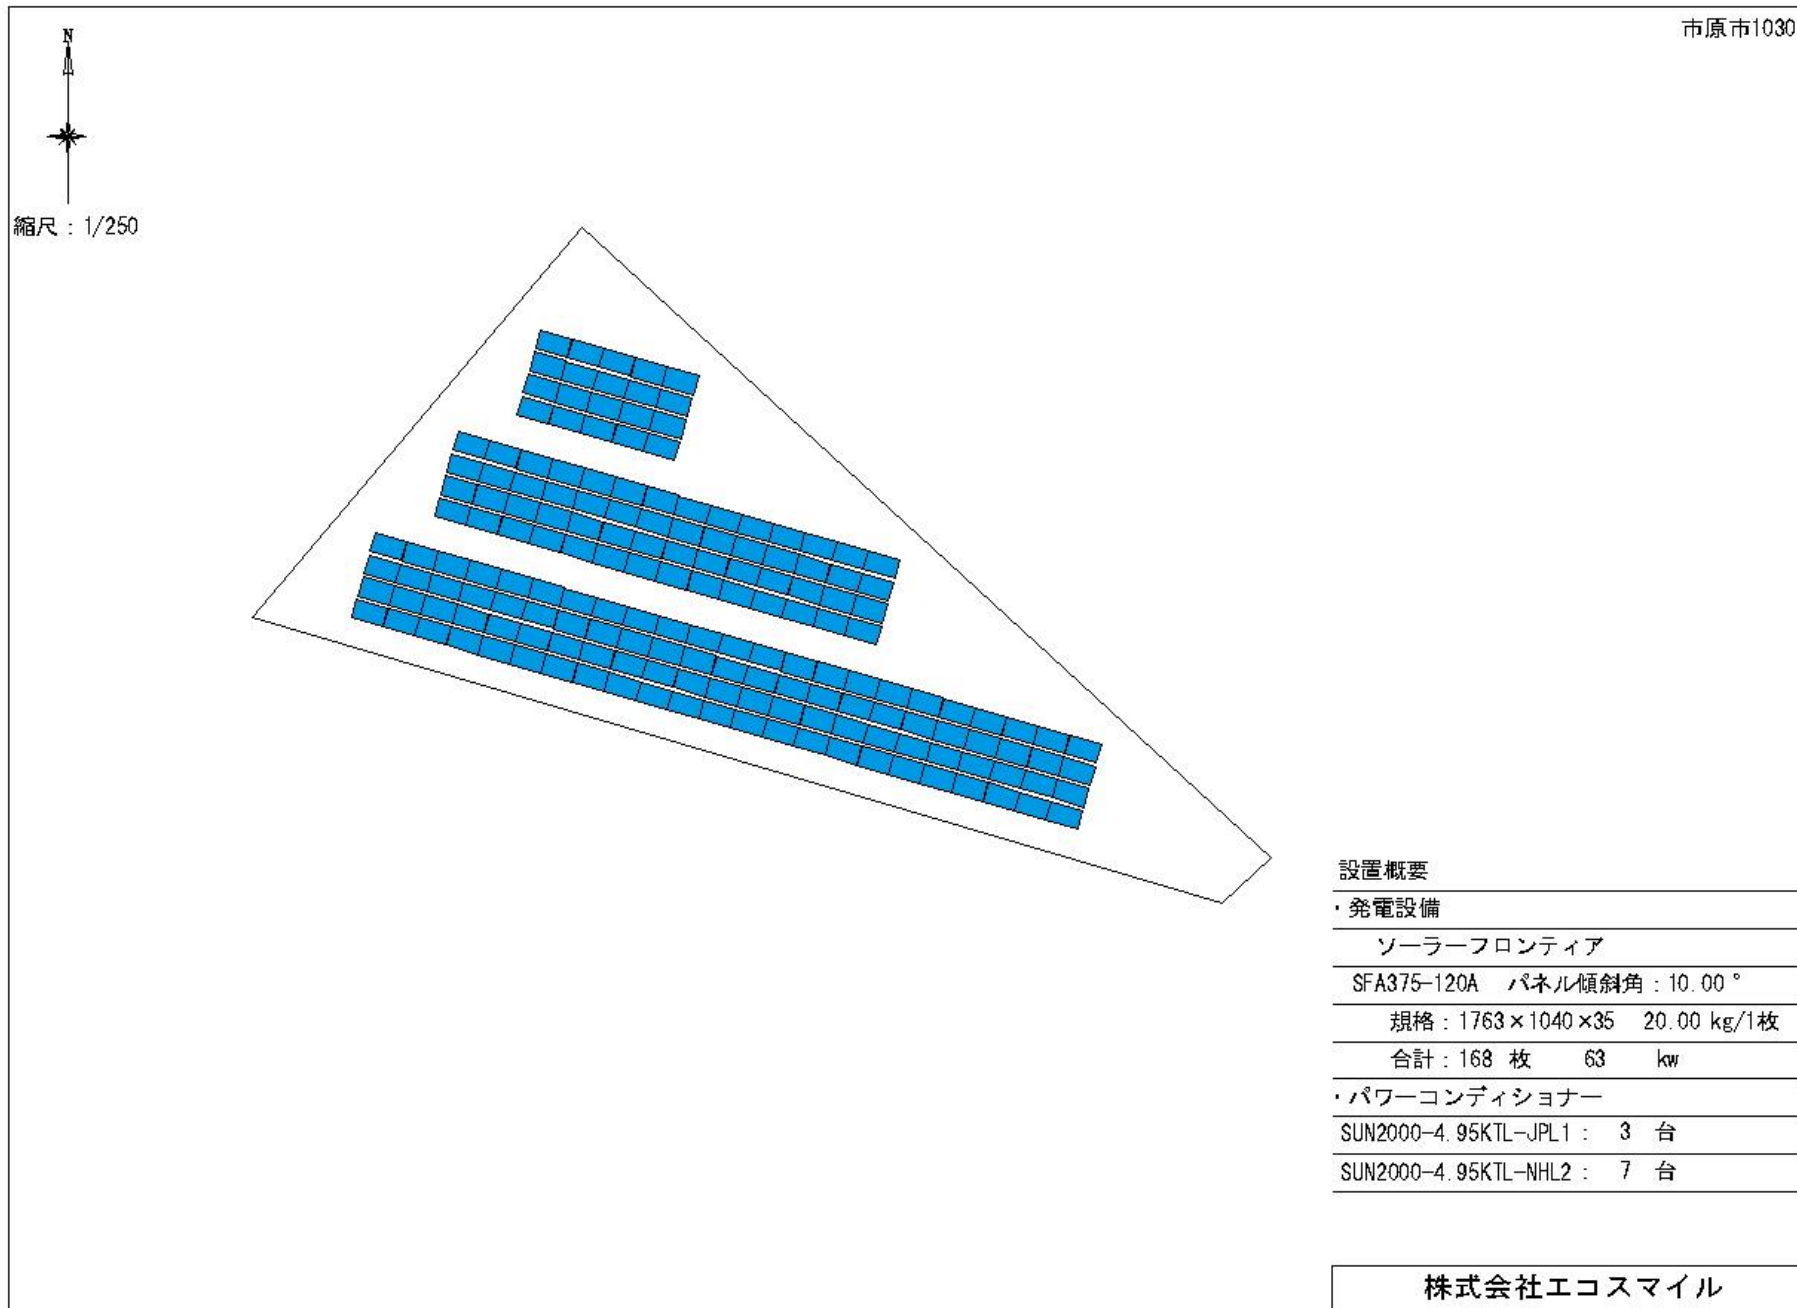 市原市1030
N
縮尺：1/250
設置概要
・発電設備
ソーラーフロンティア
SFA375-120A パネル傾斜角：10.00°
規格：1763×1040×35 20.00 kg/1枚
合計：168 枚 63 kw
・パワーコンディショナー
SUN2000-4.95KTL-JPL1： 3 台
SUN2000-4.95KTL-NHL2： 7 台
株式会社エコスマイル